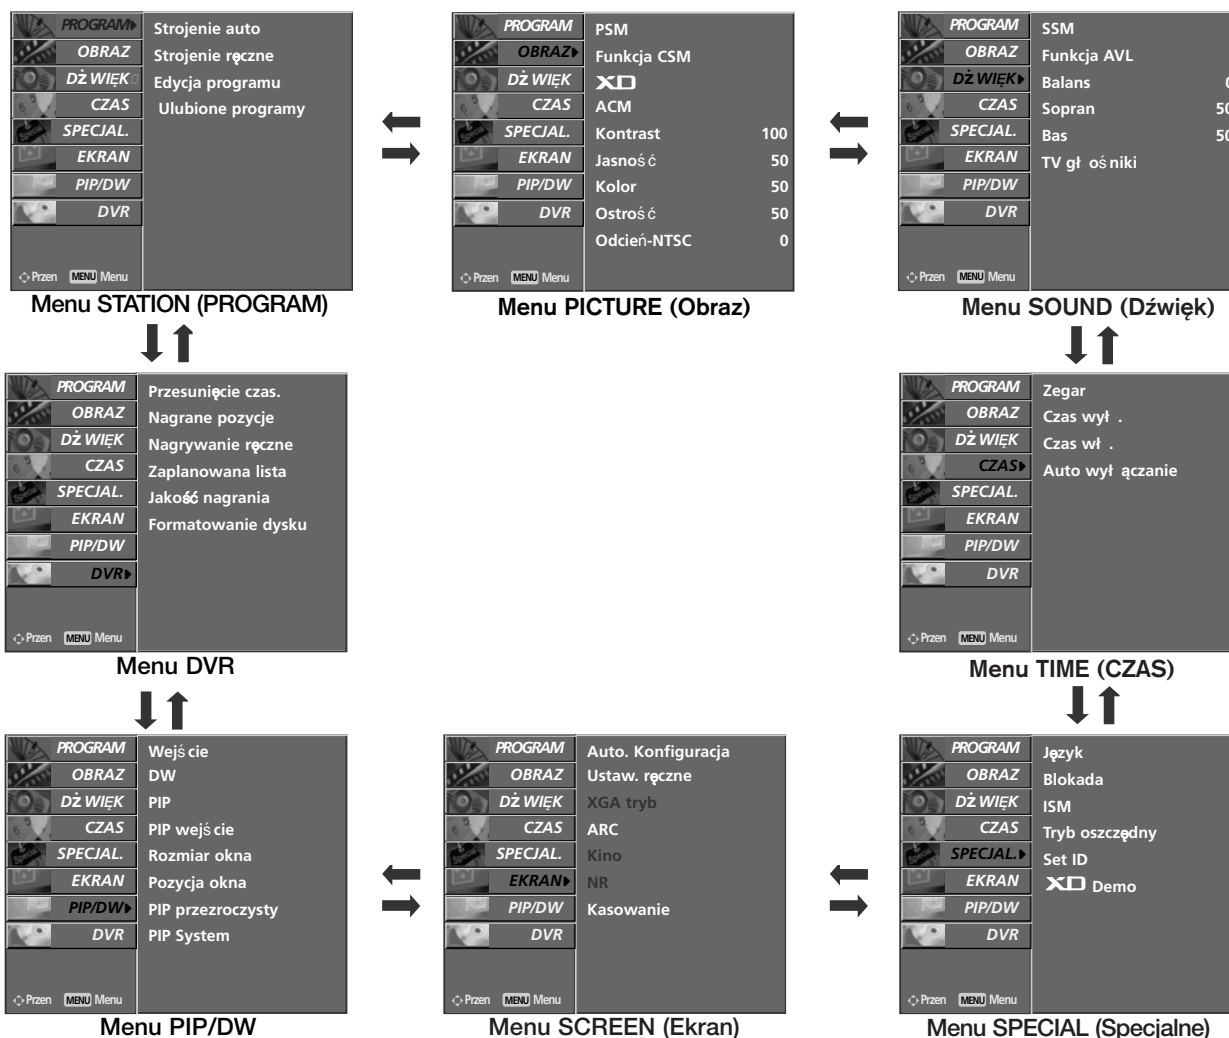 PROGRAM
OBRAZ
DŹWIĘK
CZAS
SPECJAL.
EKRAN
PIP/DW
DVR
Przen MENU Menu
Strojenie auto
Strojenie ręczne
Edycja programu
Ulubione programy
Menu STATION (PROGRAM)
PROGRAM
OBRAZ
DŻWIĘK
CZAS
SPECJAL.
EKRAN
PIP/DW
DVR
Przen MENU Menu
PSM
Funkcja CSM
XD
ACM
Kontrast 100
Jasność 50
Kolor 50
Ostrość 50
Odcień-NTSC 0
Menu PICTURE (Obraz)
PROGRAM
OBRAZ
DŻWIĘK
CZAS
SPECJAL.
EKRAN
PIP/DW
DVR
Przen MENU Menu
SSM
Funkcja AVL
Balans 0
Sopran 50
Bas 50
TV głośniki
Menu SOUND (Dźwięk)
PROGRAM
OBRAZ
DŻWIĘK
CZAS
SPECJAL.
EKRAN
PIP/DW
DVR
Przen MENU Menu
Przesunięcie czas.
Nagrane pozycje
Nagrywanie ręczne
Zaplanowana lista
Jakość nagrania
Formatowanie dysku
Menu DVR
PROGRAM
OBRAZ
DŻWIĘK
CZAS
SPECJAL.
EKRAN
PIP/DW
DVR
Przen MENU Menu
Zegar
Czas wył.
Czas wł.
Auto wyłączanie
Menu TIME (CZAS)
PROGRAM
OBRAZ
DŻWIĘK
CZAS
SPECJAL.
EKRAN
PIP/DW
DVR
Przen MENU Menu
Wejście
DW
PIP
PIP wejście
Rozmiar okna
Pozycja okna
PIP przezroczysty
PIP System
Menu PIP/DW
PROGRAM
OBRAZ
DŻWIĘK
CZAS
SPECJAL.
EKRAN
PIP/DW
DVR
Przen MENU Menu
Auto. Konfiguracja
Ustaw. ręczne
XGA tryb
ARC
Kino
NR
Kasowanie
Menu SCREEN (Ekran)
PROGRAM
OBRAZ
DŻWIĘK
CZAS
SPECJAL.
EKRAN
PIP/DW
DVR
Przen MENU Menu
Język
Blokada
ISM
Tryb oszczędny
Set ID
XD Demo
Menu SPECIAL (Specjalne)